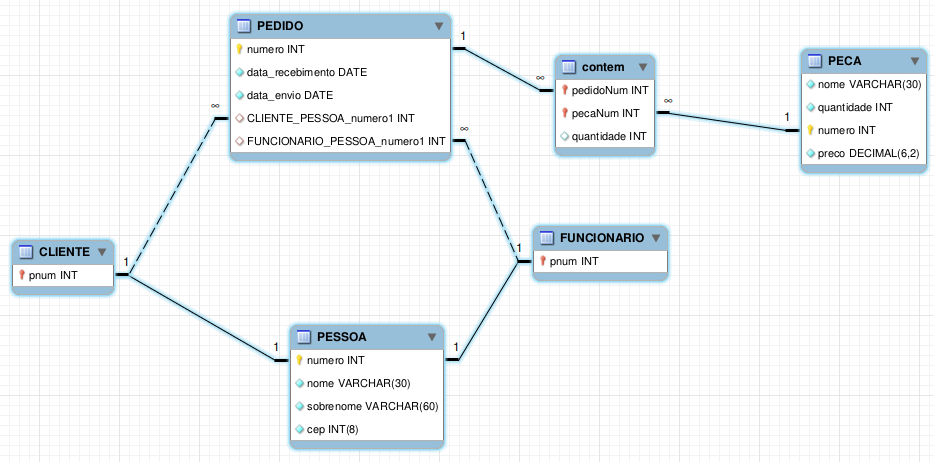 PEDIDO
numero INT
data_recebimento DATE
data_envio DATE
CLIENTE_PESSOA_numero1 INT
FUNCIONARIO_PESSOA_numero1 INT
1
∞
contem
pedidoNum INT
pecaNum INT
quantidade INT
∞
1
PECA
nome VARCHAR(30)
quantidade INT
numero INT
preco DECIMAL(6,2)
∞
∞
CLIENTE
pnum INT
1
1
FUNCIONARIO
pnum INT
1
1
PESSOA
numero INT
nome VARCHAR(30)
sobrenome VARCHAR(60)
cep INT(8)